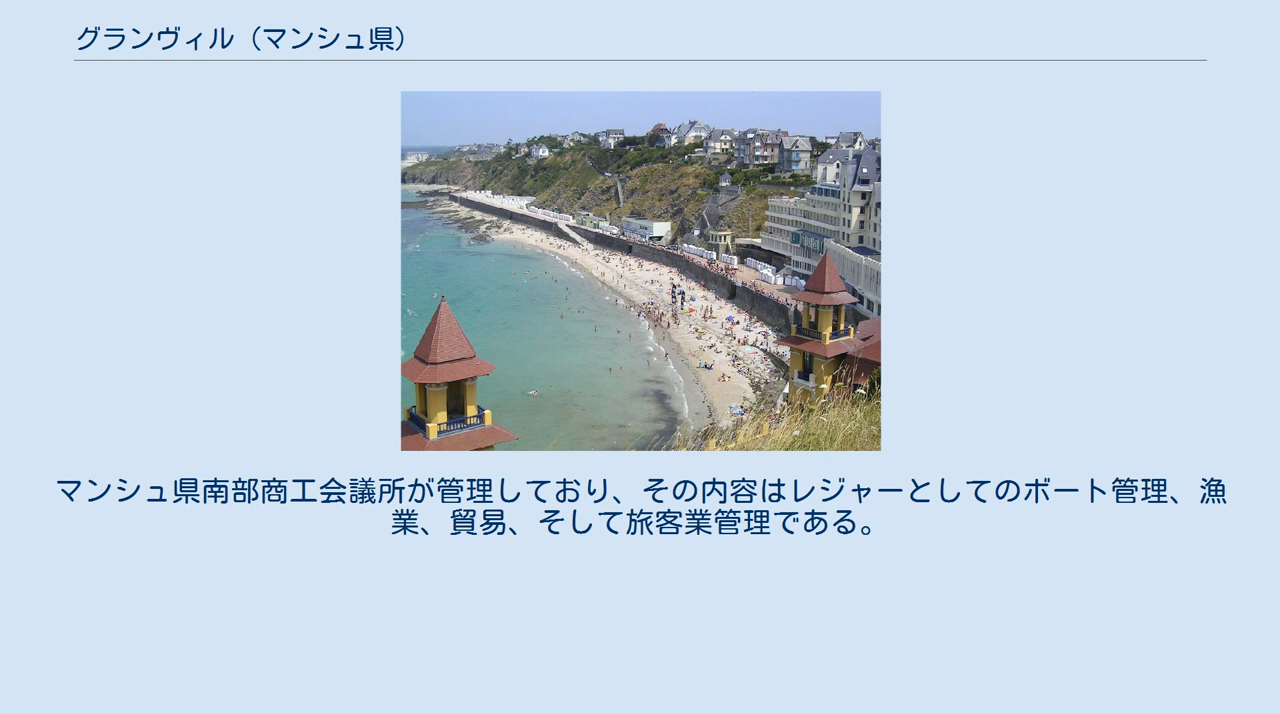 グランヴィル（マンシュ県）
マンシュ県南部商工会議所が管理しており、その内容はレジャーとしてのボート管理、漁
業、貿易、そして旅客業管理である。